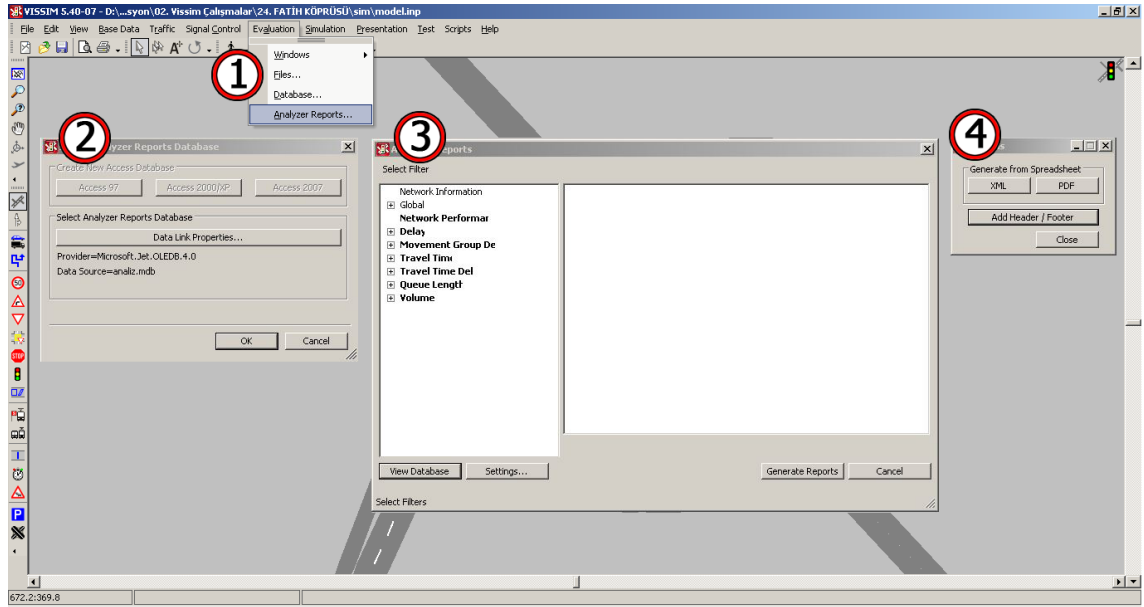 VISSIM 5.40-07 - D:\...syon\02. Vissim Çalışmalar\24. FATİH KÖPRÜSÜ\sim\model.inp
File Edit View Base Data Traffic Signal Control Evaluation Simulation Presentation Test Scripts Help
Windows
Files...
Database...
Analyzer Reports...
1
2
yzer Reports Database
Create New Access Database
Access 97 Access 2000/XP Access 2007
Select Analyzer Reports Database
Data Link Properties...
Provider=Microsoft.Jet.OLEDB.4.0
Data Source=analiz.mdb
OK Cancel
3
eports
Select Filter
Network Information
Global
Network Performar
Delay
Movement Group De
Travel Time
Travel Time Del
Queue Length
Volume
View Database Settings... Generate Reports Cancel
Select Filters
4
Generate from Spreadsheet
XML PDF
Add Header / Footer
Close
50
STOP
P
672.2:369.8